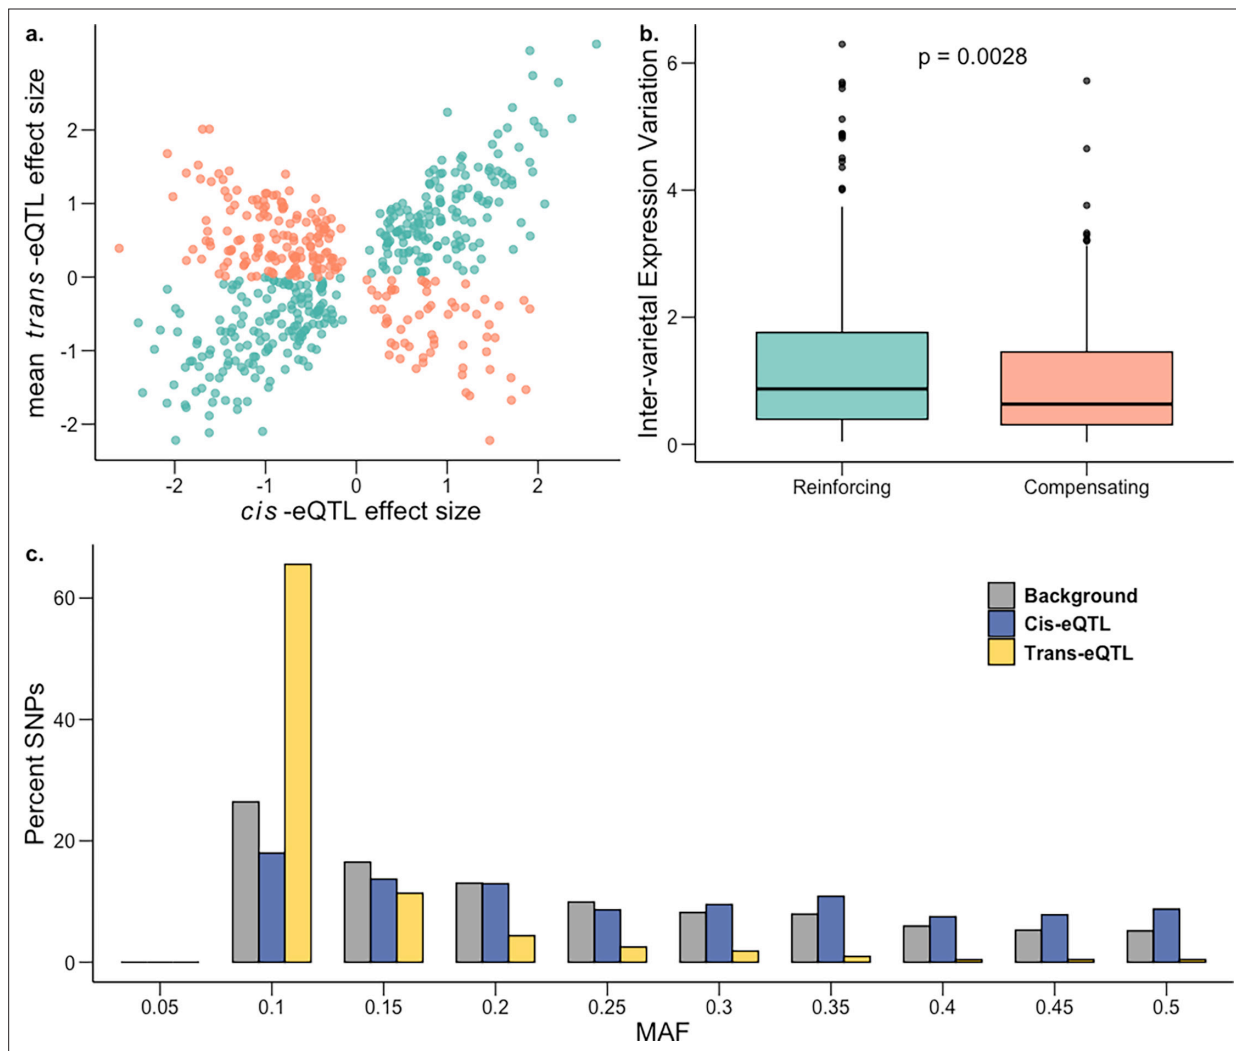 a.
mean trans-eQTL effect size
2
1
0
-1
-2
-2 -1 0 1 2
cis-eQTL effect size
b.
p = 0.0028
Inter-varietal Expression Variation
6
4
2
0
Reinforcing Compensating
c.
Percent SNPs
60
40
20
0
Background
Cis-eQTL
Trans-eQTL
0.05 0.1 0.15 0.2 0.25 0.3 0.35 0.4 0.45 0.5
MAF